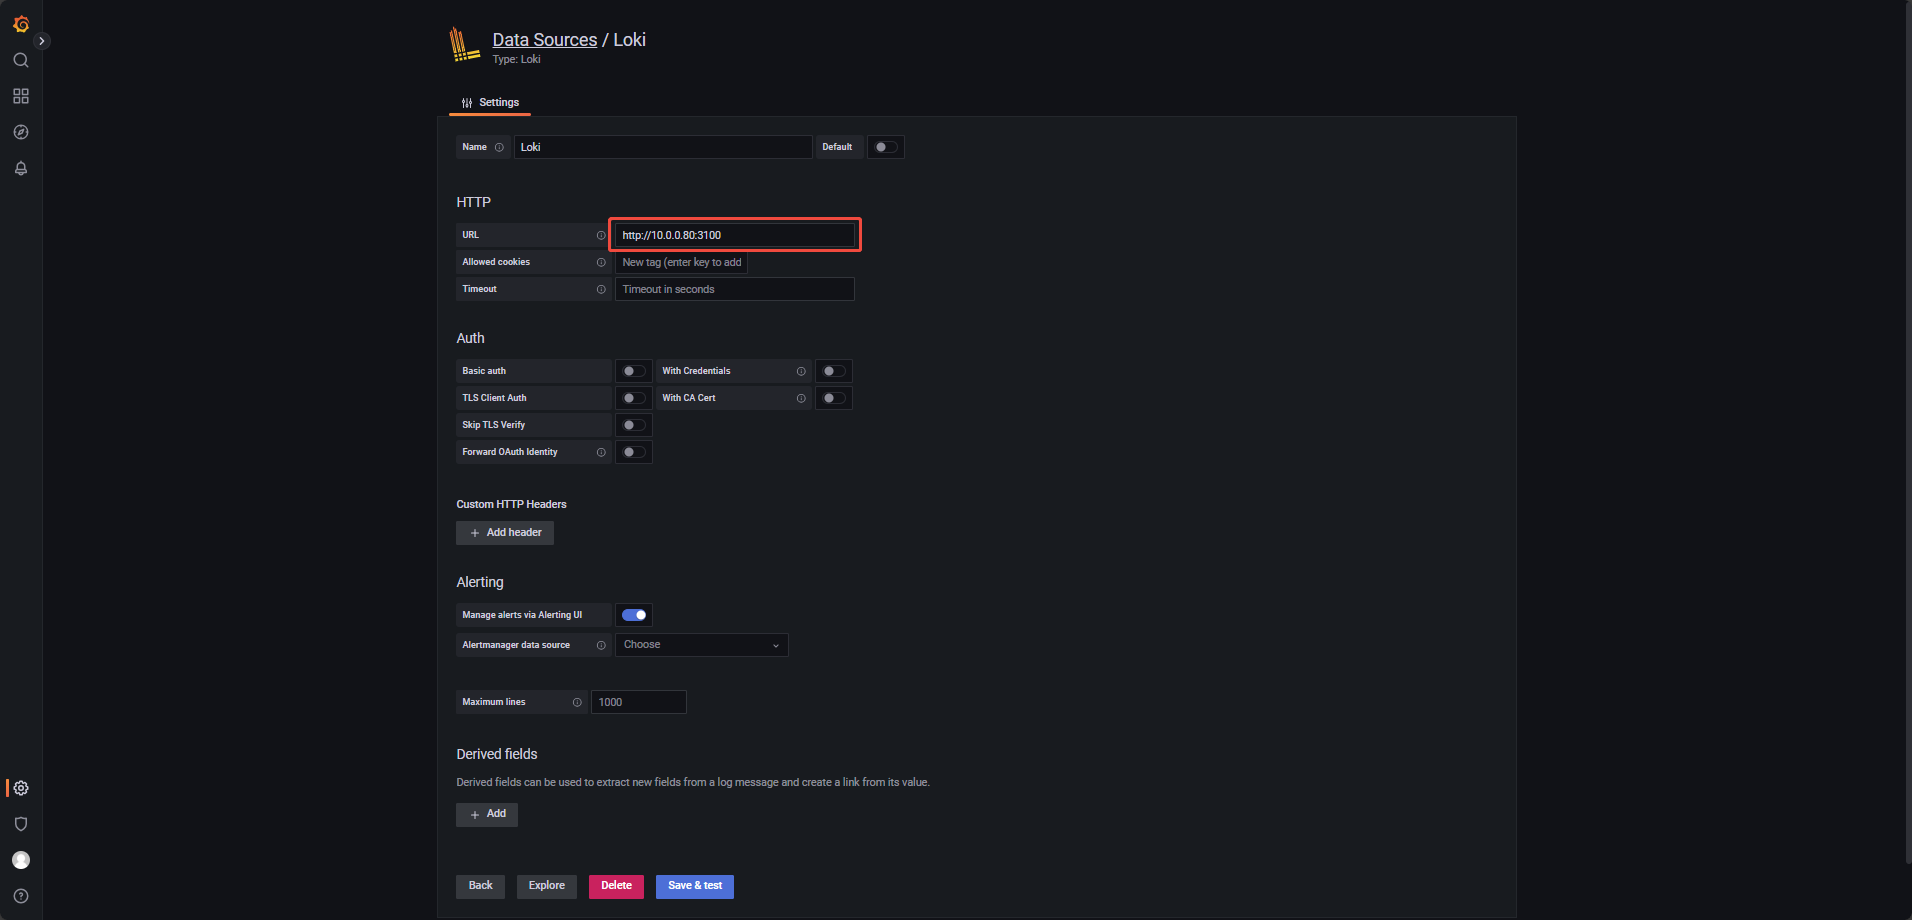 Data Sources / Loki
Type: Loki
Settings
Name Loki Default
HTTP
URL http://10.0.0.80:3100
Allowed cookies New tag (enter key to add
Timeout Timeout in seconds
Auth
Basic auth With Credentials
TLS Client Auth With CA Cert
Skip TLS Verify
Forward OAuth Identity
Custom HTTP Headers
Add header
Alerting
Manage alerts via Alerting UI
Alertmanager data source Choose
Maximum lines 1000
Derived fields
Derived fields can be used to extract new fields from a log message and create a link from its value.
Add
Back Explore Delete Save & test